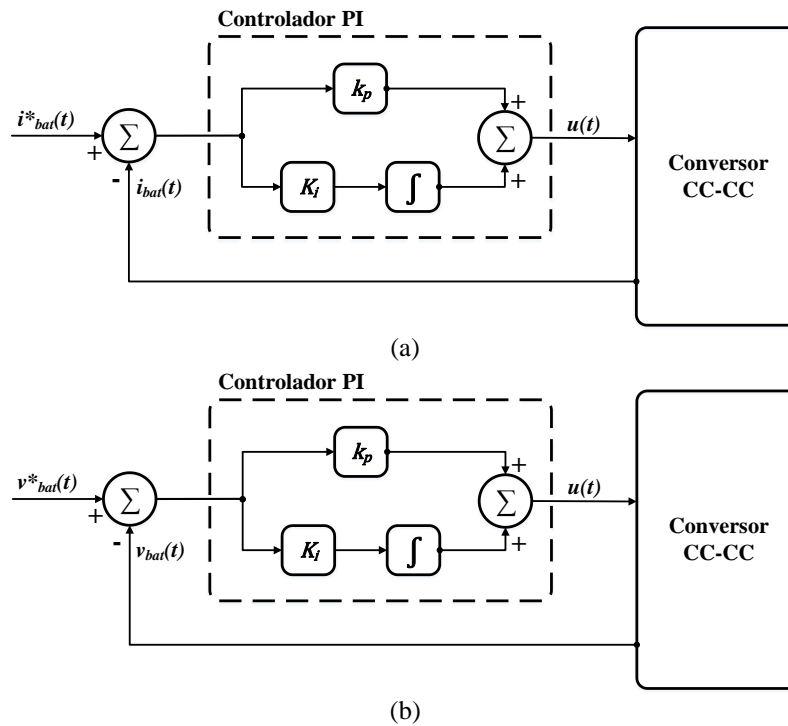 Controlador PI
k_p
i*_bat(t)
+
Σ
+
Σ
u(t)
-
i_bat(t)
K_i
∫
+
Conversor
CC-CC
(a)
Controlador PI
k_p
v*_bat(t)
+
Σ
+
Σ
u(t)
-
v_bat(t)
K_i
∫
+
Conversor
CC-CC
(b)